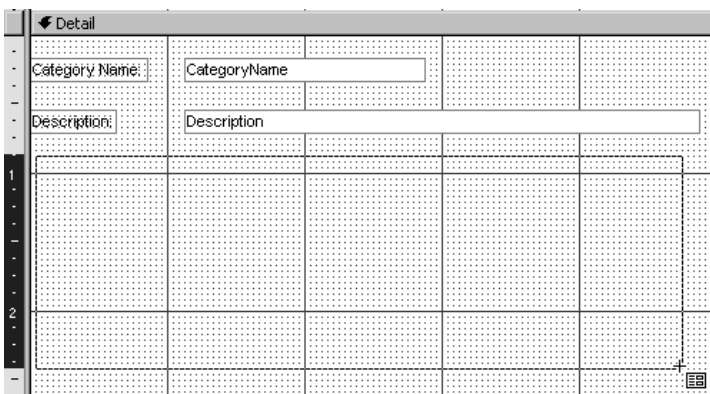 Detail
Category Name: CategoryName
Description: Description
1
2